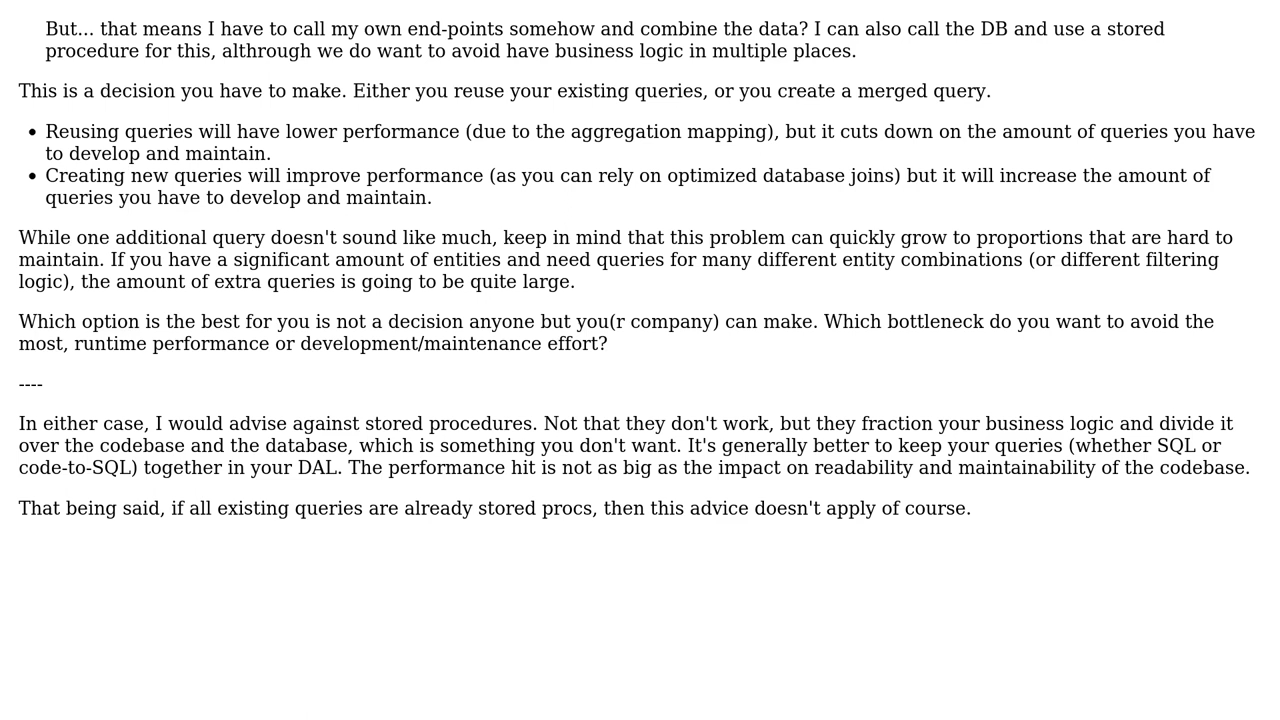 But... that means I have to call my own end-points somehow and combine the data? I can also call the DB and use a stored
procedure for this, althrough we do want to avoid have business logic in multiple places.
This is a decision you have to make. Either you reuse your existing queries, or you create a merged query.
• Reusing queries will have lower performance (due to the aggregation mapping), but it cuts down on the amount of queries you have
to develop and maintain.
• Creating new queries will improve performance (as you can rely on optimized database joins) but it will increase the amount of
queries you have to develop and maintain.
While one additional query doesn't sound like much, keep in mind that this problem can quickly grow to proportions that are hard to
maintain. If you have a significant amount of entities and need queries for many different entity combinations (or different filtering
logic), the amount of extra queries is going to be quite large.
Which option is the best for you is not a decision anyone but you(r company) can make. Which bottleneck do you want to avoid the
most, runtime performance or development/maintenance effort?
----
In either case, I would advise against stored procedures. Not that they don't work, but they fraction your business logic and divide it
over the codebase and the database, which is something you don't want. It's generally better to keep your queries (whether SQL or
code-to-SQL) together in your DAL. The performance hit is not as big as the impact on readability and maintainability of the codebase.
That being said, if all existing queries are already stored procs, then this advice doesn't apply of course.